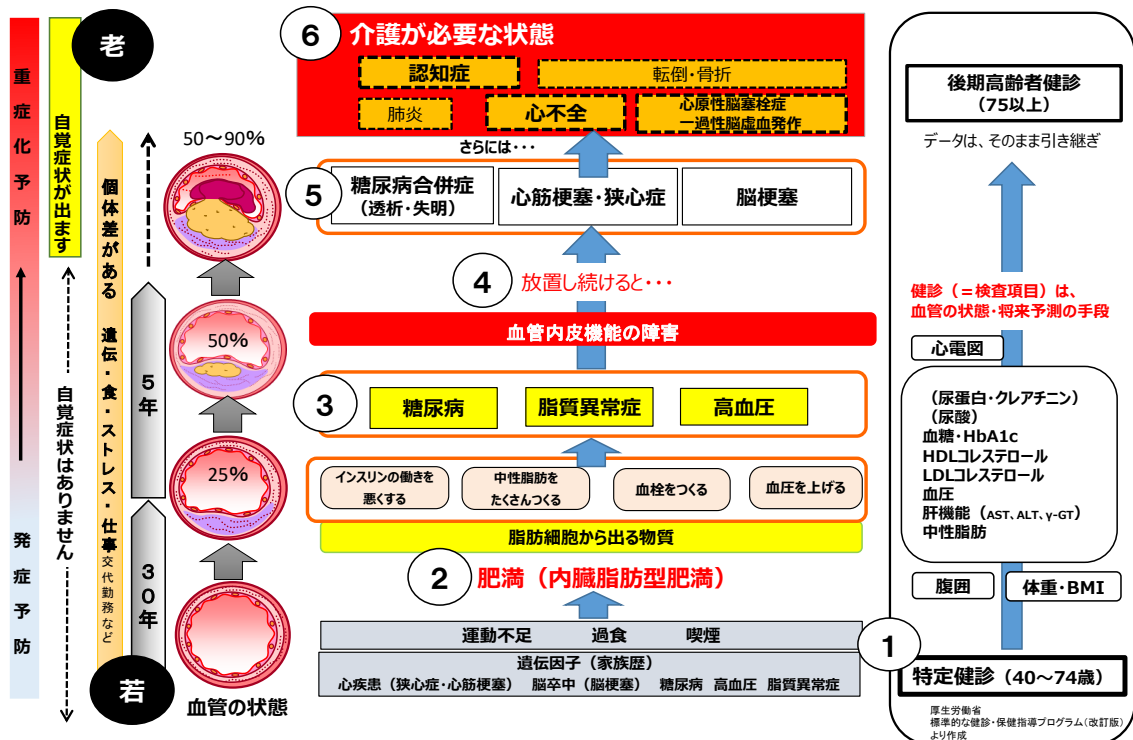 老
重症化予防
発症予防
自覚症状が出ます
自覚症状はありません
個体差がある 遺伝・食・ストレス・仕事 交代勤務など
5年
30年
若
50~90%
50%
25%
血管の状態
⑥ 介護が必要な状態
認知症
転倒・骨折
肺炎
心不全
心原性脳塞栓症
一過性脳虚血発作
さらには・・・
⑤
糖尿病合併症
(透析・失明)
心筋梗塞・狭心症
脳梗塞
④ 放置し続けると・・・
血管内皮機能の障害
③
糖尿病
脂質異常症
高血圧
インスリンの働きを
悪くする
中性脂肪を
たくさんつくる
血栓をつくる
血圧を上げる
脂肪細胞から出る物質
② 肥満(内臓脂肪型肥満)
運動不足 過食 喫煙
遺伝因子(家族歴)
心疾患(狭心症・心筋梗塞) 脳卒中(脳梗塞) 糖尿病 高血圧 脂質異常症
後期高齢者健診
(75以上)
データは、そのまま引き継ぎ
健診(=検査項目)は、
血管の状態・将来予測の手段
心電図
(尿蛋白・クレアチニン)
(尿酸)
血糖・HbA1c
HDLコレステロール
LDLコレステロール
血圧
肝機能(AST、ALT、γ-GT)
中性脂肪
腹囲
体重・BMI
①
特定健診(40~74歳)
厚生労働省
標準的な健診・保健指導プログラム(改訂版)
より作成